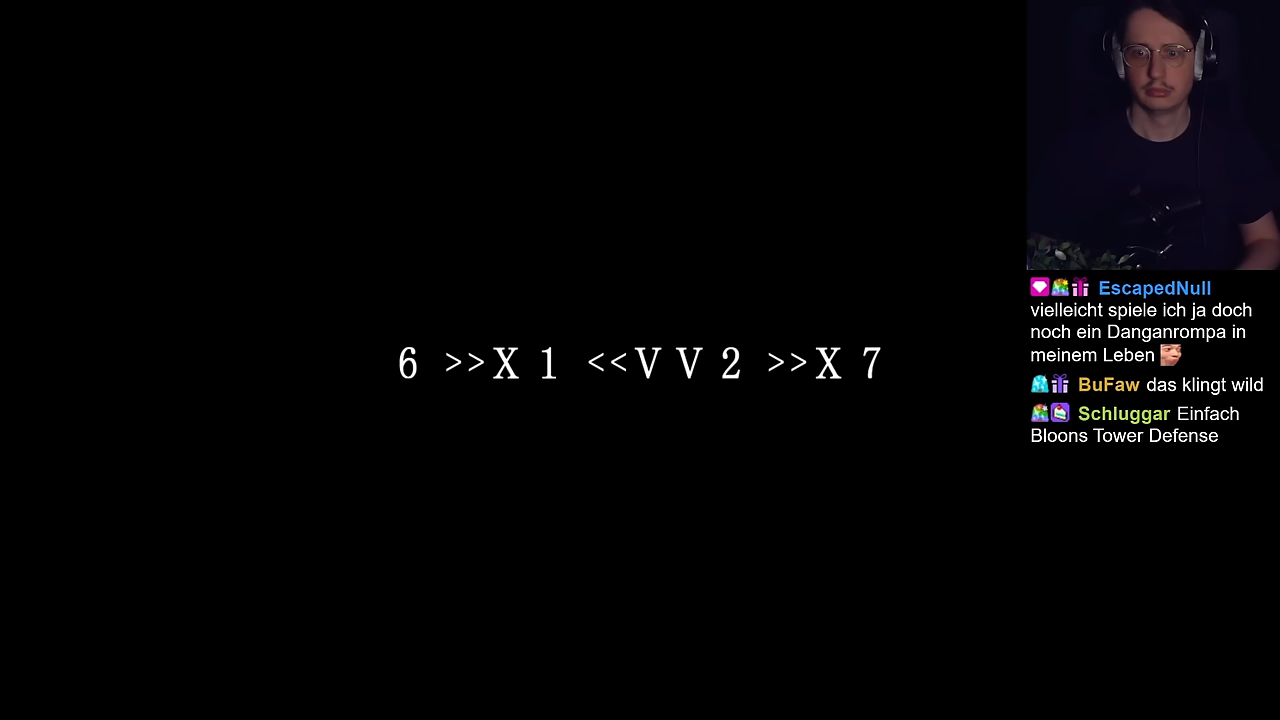 6 >>X 1 <<V V 2 >>X 7
EscapedNull
vielleicht spiele ich ja doch
noch ein Danganrompa in
meinem Leben
BuFaw das klingt wild
Schluggar Einfach
Bloons Tower Defense